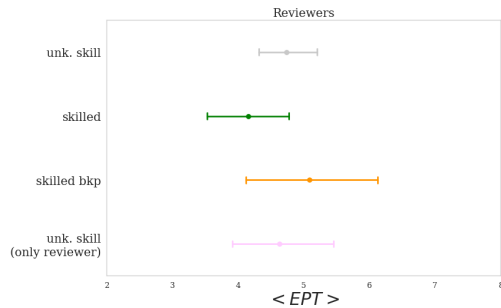 Reviewers
unk. skill
skilled
skilled bkp
unk. skill
(only reviewer)
2 3 4 5 6 7 8
< EPT >